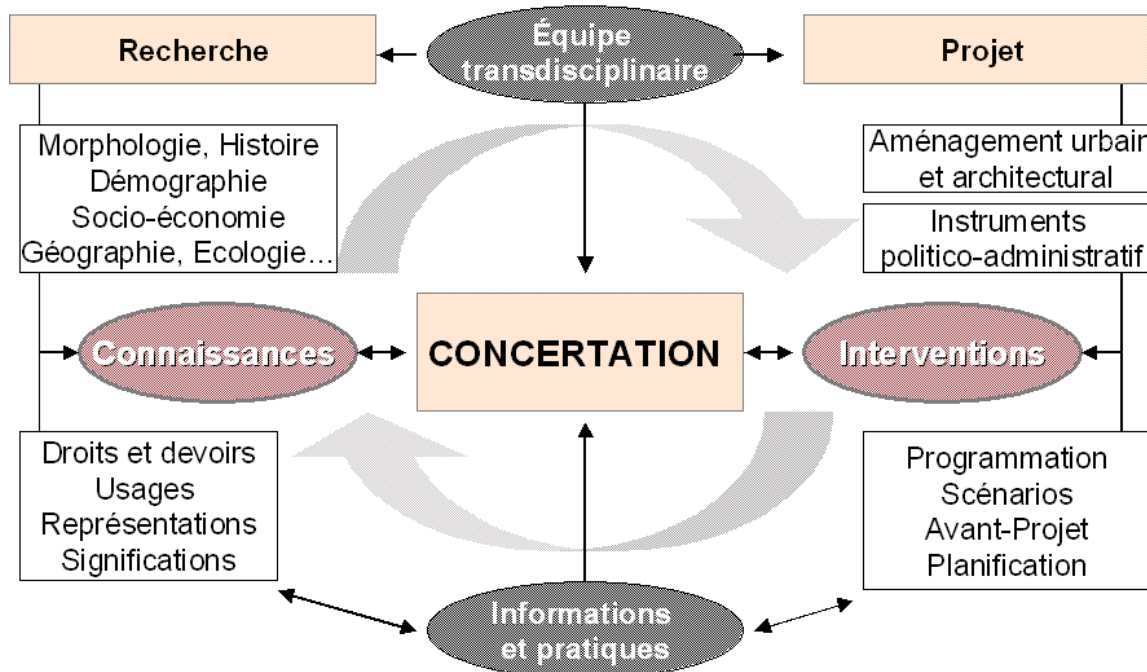 Recherche
Équipe
transdisciplinaire
Projet
Morphologie, Histoire
Démographie
Socio-économie
Géographie, Ecologie…
Aménagement urbain
et architectural
Instruments
politico-administratif
Connaissances
CONCERTATION
Interventions
Droits et devoirs
Usages
Représentations
Significations
Programmation
Scénarios
Avant-Projet
Planification
Informations
et pratiques